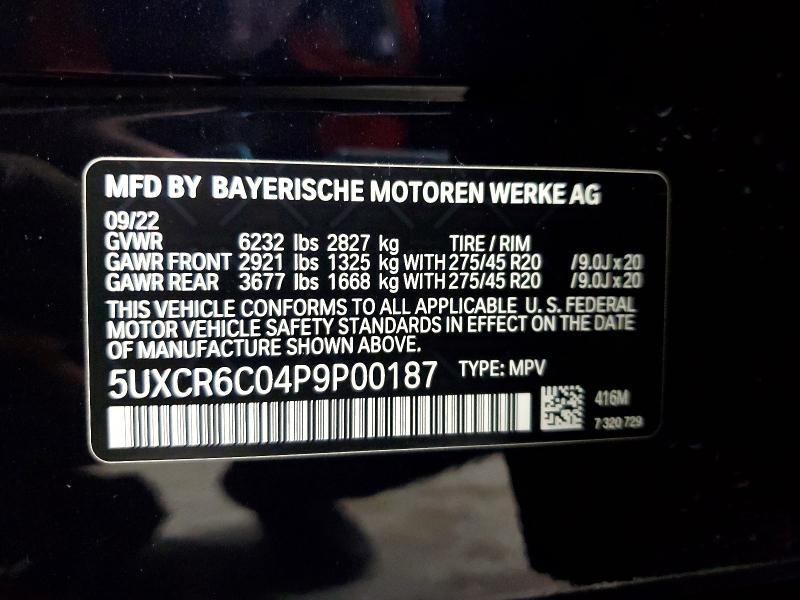 MFD BY BAYERISCHE MOTOREN WERKE AG
09/22
GVWR 6232 lbs 2827 kg TIRE / RIM
GAWR FRONT 2921 lbs 1325 kg WITH 275/45 R20 /9.0J x 20
GAWR REAR 3677 lbs 1668 kg WITH 275/45 R20 /9.0J x 20
THIS VEHICLE CONFORMS TO ALL APPLICABLE U. S. FEDERAL
MOTOR VEHICLE SAFETY STANDARDS IN EFFECT ON THE DATE
OF MANUFACTURE SHOWN ABOVE.
5UXCR6C04P9P00187 TYPE: MPV
416M
7 320 729